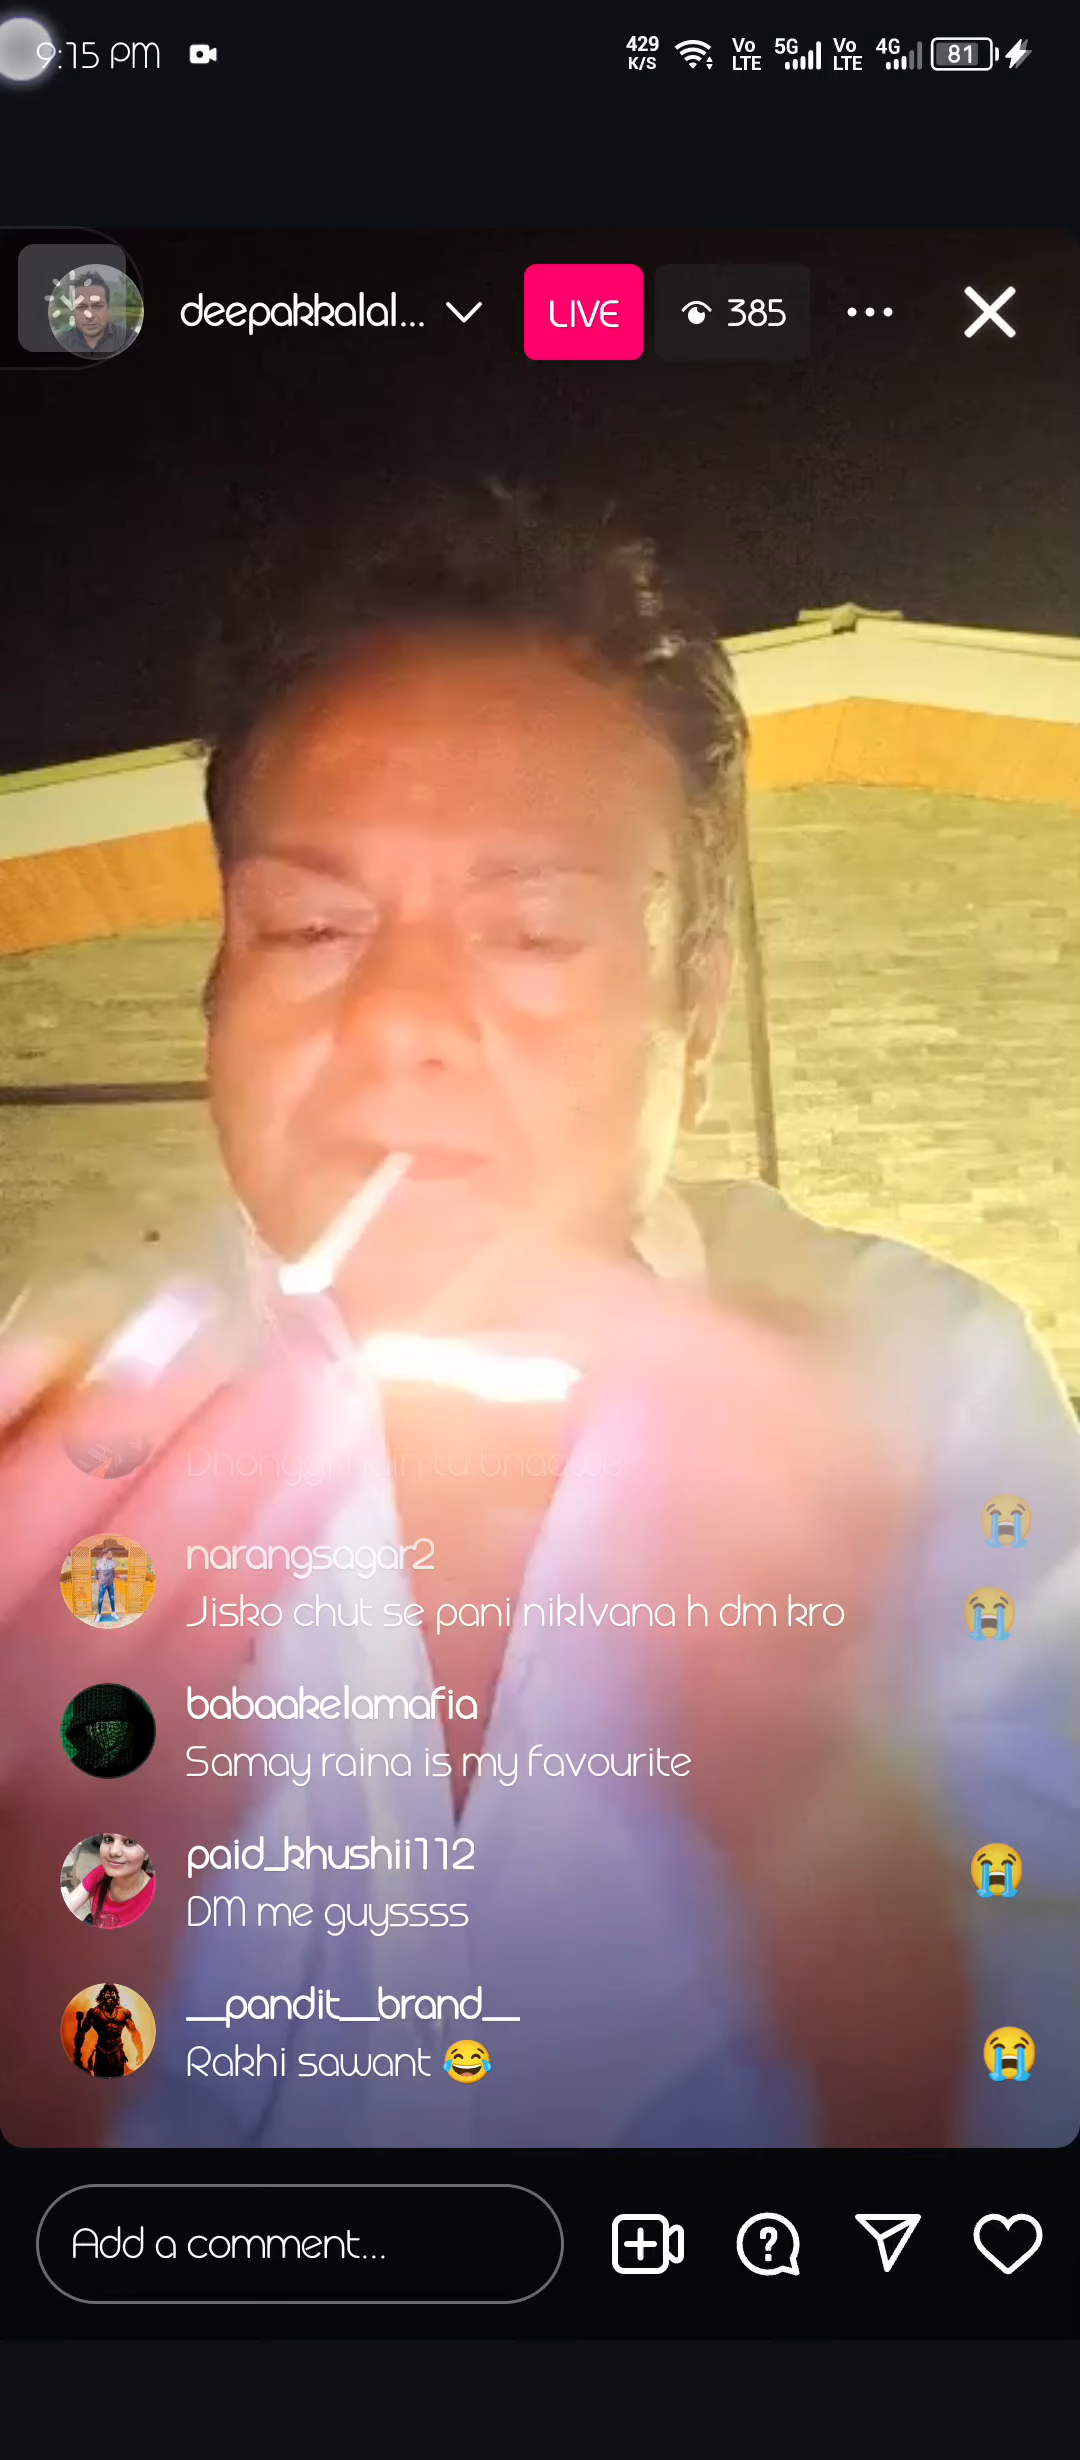 9:15 PM
429 K/S
Vo LTE
5G
Vo LTE
4G
81
deepakkalal...
LIVE
385
tu
narangsagar2
Jisko chut se pani niklvana h dm kro
babaakelamafia
Samay raina is my favourite
paid_khushii112
DM me guyssss
__pandit__brand__
Rakhi sawant 😂
Add a comment...